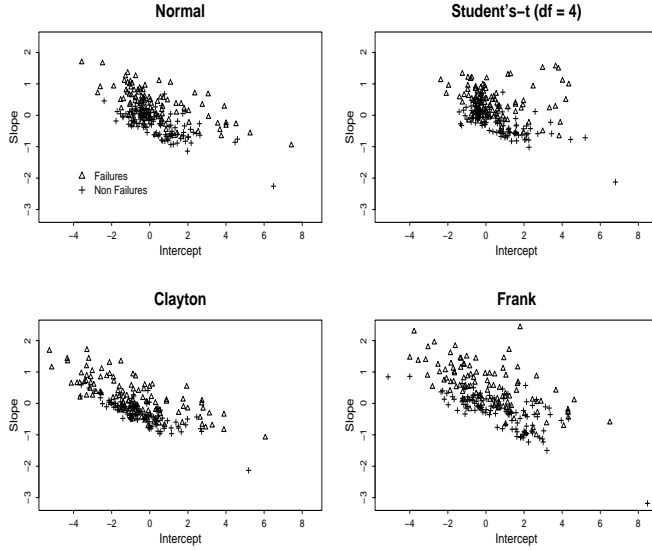 Normal
Slope
2
1
0
−1
−2
−3
Failures
Non Failures
−4 −2 0 2 4 6 8
Intercept
Student's−t (df = 4)
Slope
2
1
0
−1
−2
−3
−4 −2 0 2 4 6 8
Intercept
Clayton
Slope
2
1
0
−1
−2
−3
−4 −2 0 2 4 6 8
Intercept
Frank
Slope
2
1
0
−1
−2
−3
−4 −2 0 2 4 6 8
Intercept